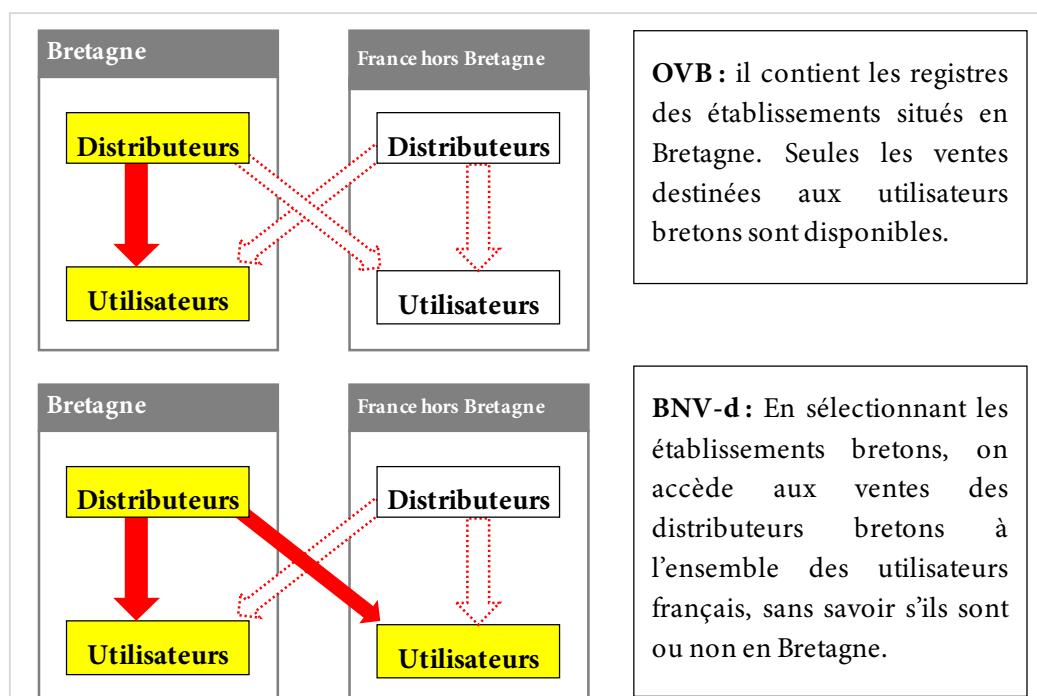 Bretagne
France hors Bretagne
Distributeurs
Distributeurs
Utilisateurs
Utilisateurs
OVB : il contient les registres
des établissements situés en
Bretagne. Seules les ventes
destinées aux utilisateurs
bretons sont disponibles.
Bretagne
France hors Bretagne
Distributeurs
Distributeurs
Utilisateurs
Utilisateurs
BNV-d : En sélectionnant les
établissements bretons, on
accède aux ventes des
distributeurs bretons à
l'ensemble des utilisateurs
français, sans savoir s'ils sont
ou non en Bretagne.